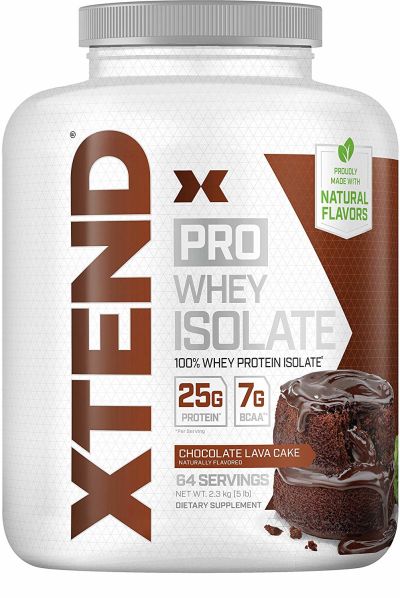 XTEND®
PROUDLY
MADE WITH
NATURAL
FLAVORS
PRO
WHEY
ISOLATE
100% WHEY PROTEIN ISOLATE*
25G
PROTEIN*
7G
BCAA**
*Per Serving
CHOCOLATE LAVA CAKE
NATURALLY FLAVORED
64 SERVINGS
NET WT. 2.3 kg (5 lb)
DIETARY SUPPLEMENT